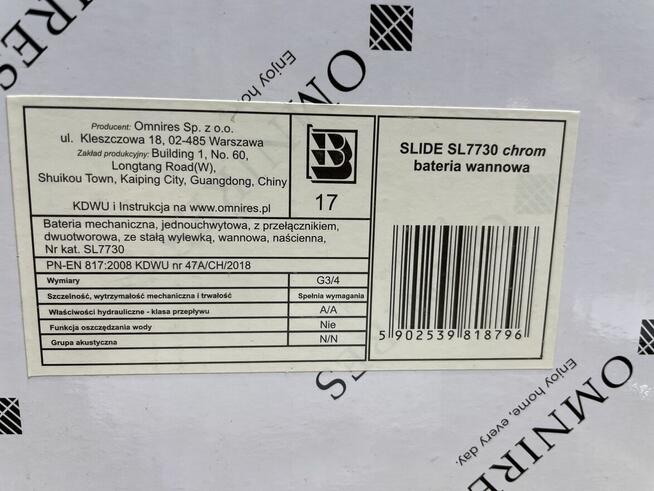 OMNIRES
Enjoy home
OMNIRES
Producent: Omnires Sp. z o.o.
ul. Kleszczowa 18, 02-485 Warszawa
Zakład produkcyjny: Building 1, No. 60,
Longtang Road(W),
Shuikou Town, Kaiping City, Guangdong, Chiny
KDWU i Instrukcja na www.omnires.pl
B
17
Bateria mechaniczna, jednouchwytowa, z przełącznikiem,
dwuotworowa, ze stałą wylewką, wannowa, naścienna,
Nr kat. SL7730
PN-EN 817:2008 KDWU nr 47A/CH/2018
Wymiary G3/4
Szczelność, wytrzymałość mechaniczna i trwałość Spełnia wymagania
Właściwości hydrauliczne - klasa przepływu A/A
Funkcja oszczędzania wody Nie
Grupa akustyczna N/N
SLIDE SL7730 chrom
bateria wannowa
5 902539 818796
OMNIRES
Enjoy home, every day.